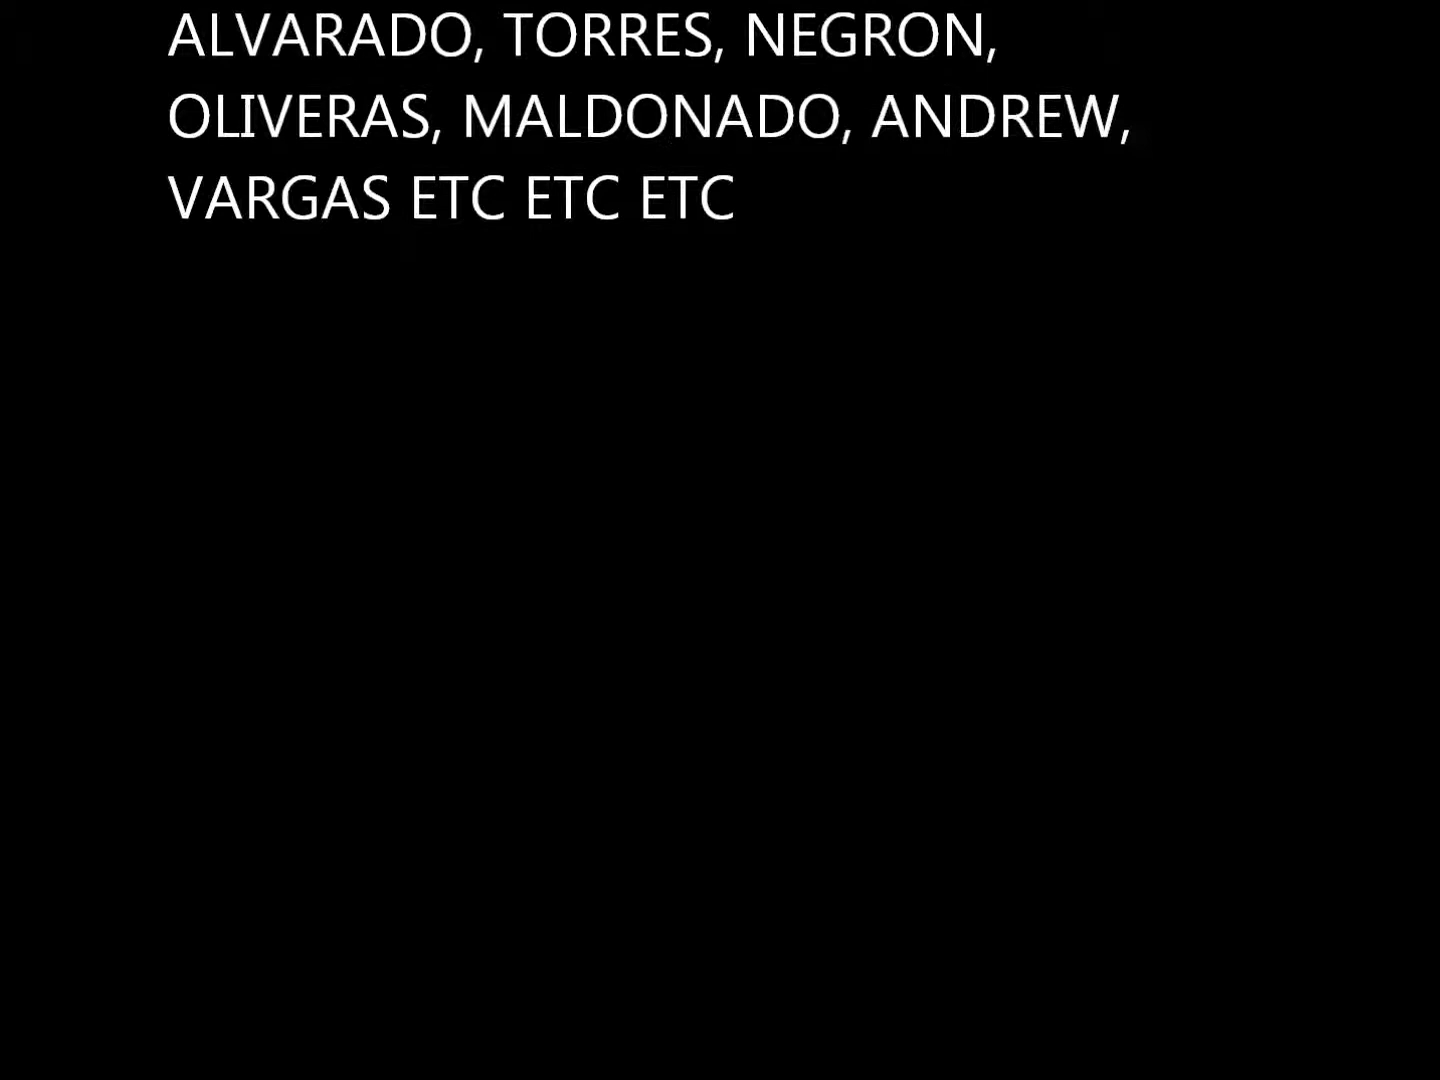 ALVARADO, TORRES, NEGRON,
OLIVERAS, MALDONADO, ANDREW,
VARGAS ETC ETC ETC